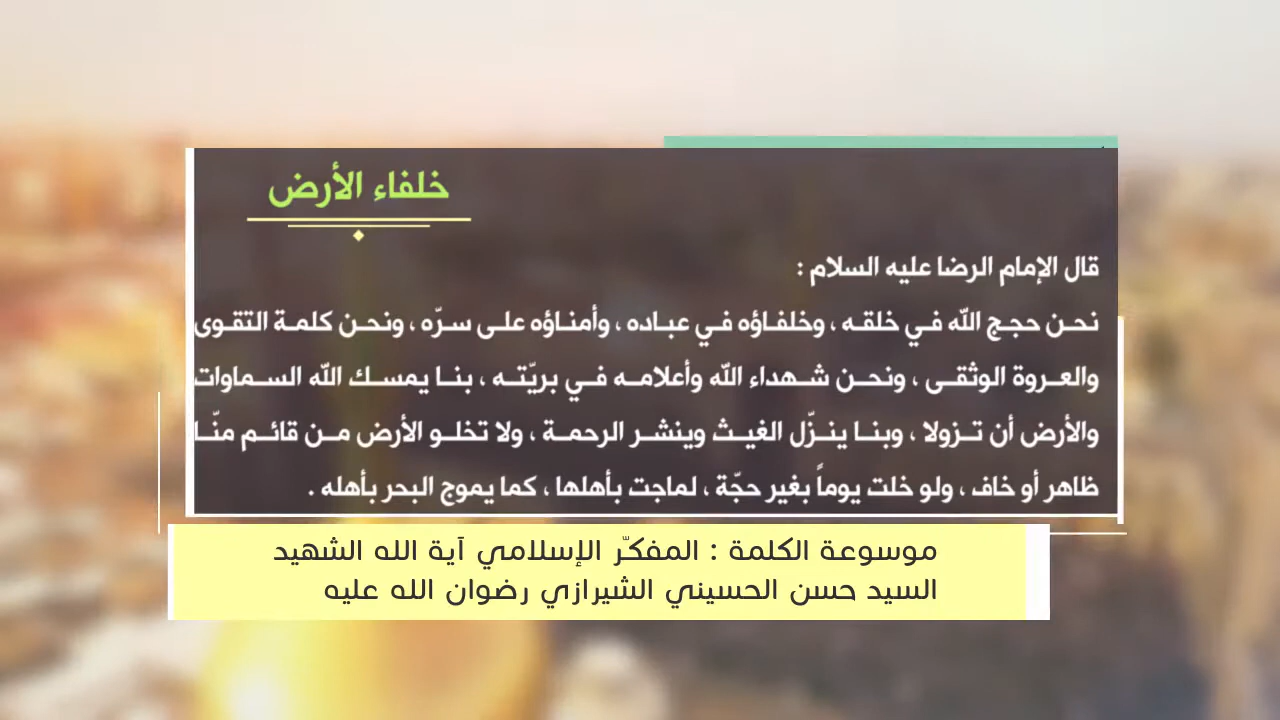 خلفاء الأرض
قال الإمام الرضا عليه السلام :
نحن حجج الله في خلقه ، وخلفاؤه في عباده ، وأمناؤه على سرّه ، ونحن كلمة التقوى
والعروة الوثقى ، ونحن شهداء الله وأعلامه في بريّته ، بنا يمسك الله السماوات
والأرض أن تزولا ، وبنا ينزّل الغيث وينشر الرحمة ، ولا تخلو الأرض من قائم منّا
ظاهر أو خاف ، ولو خلت يوماً بغير حجّة ، لماجت بأهلها ، كما يموج البحر بأهله .
موسوعة الكلمة : المفكّر الإسلامي آية الله الشهيد
السيد حسن الحسيني الشيرازي رضوان الله عليه